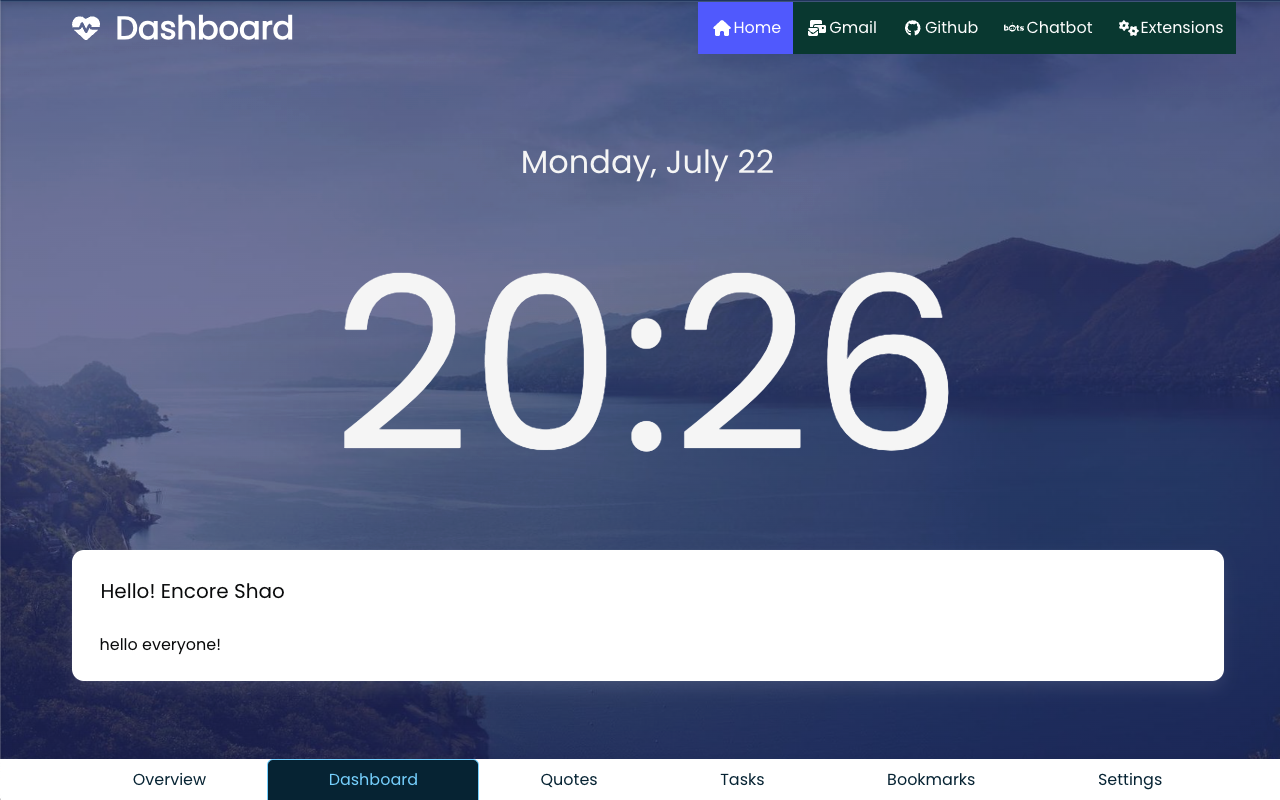 Dashboard
Home Gmail Github bots Chatbot Extensions
Monday, July 22
20:26
Hello! Encore Shao
hello everyone!
Overview Dashboard Quotes Tasks Bookmarks Settings